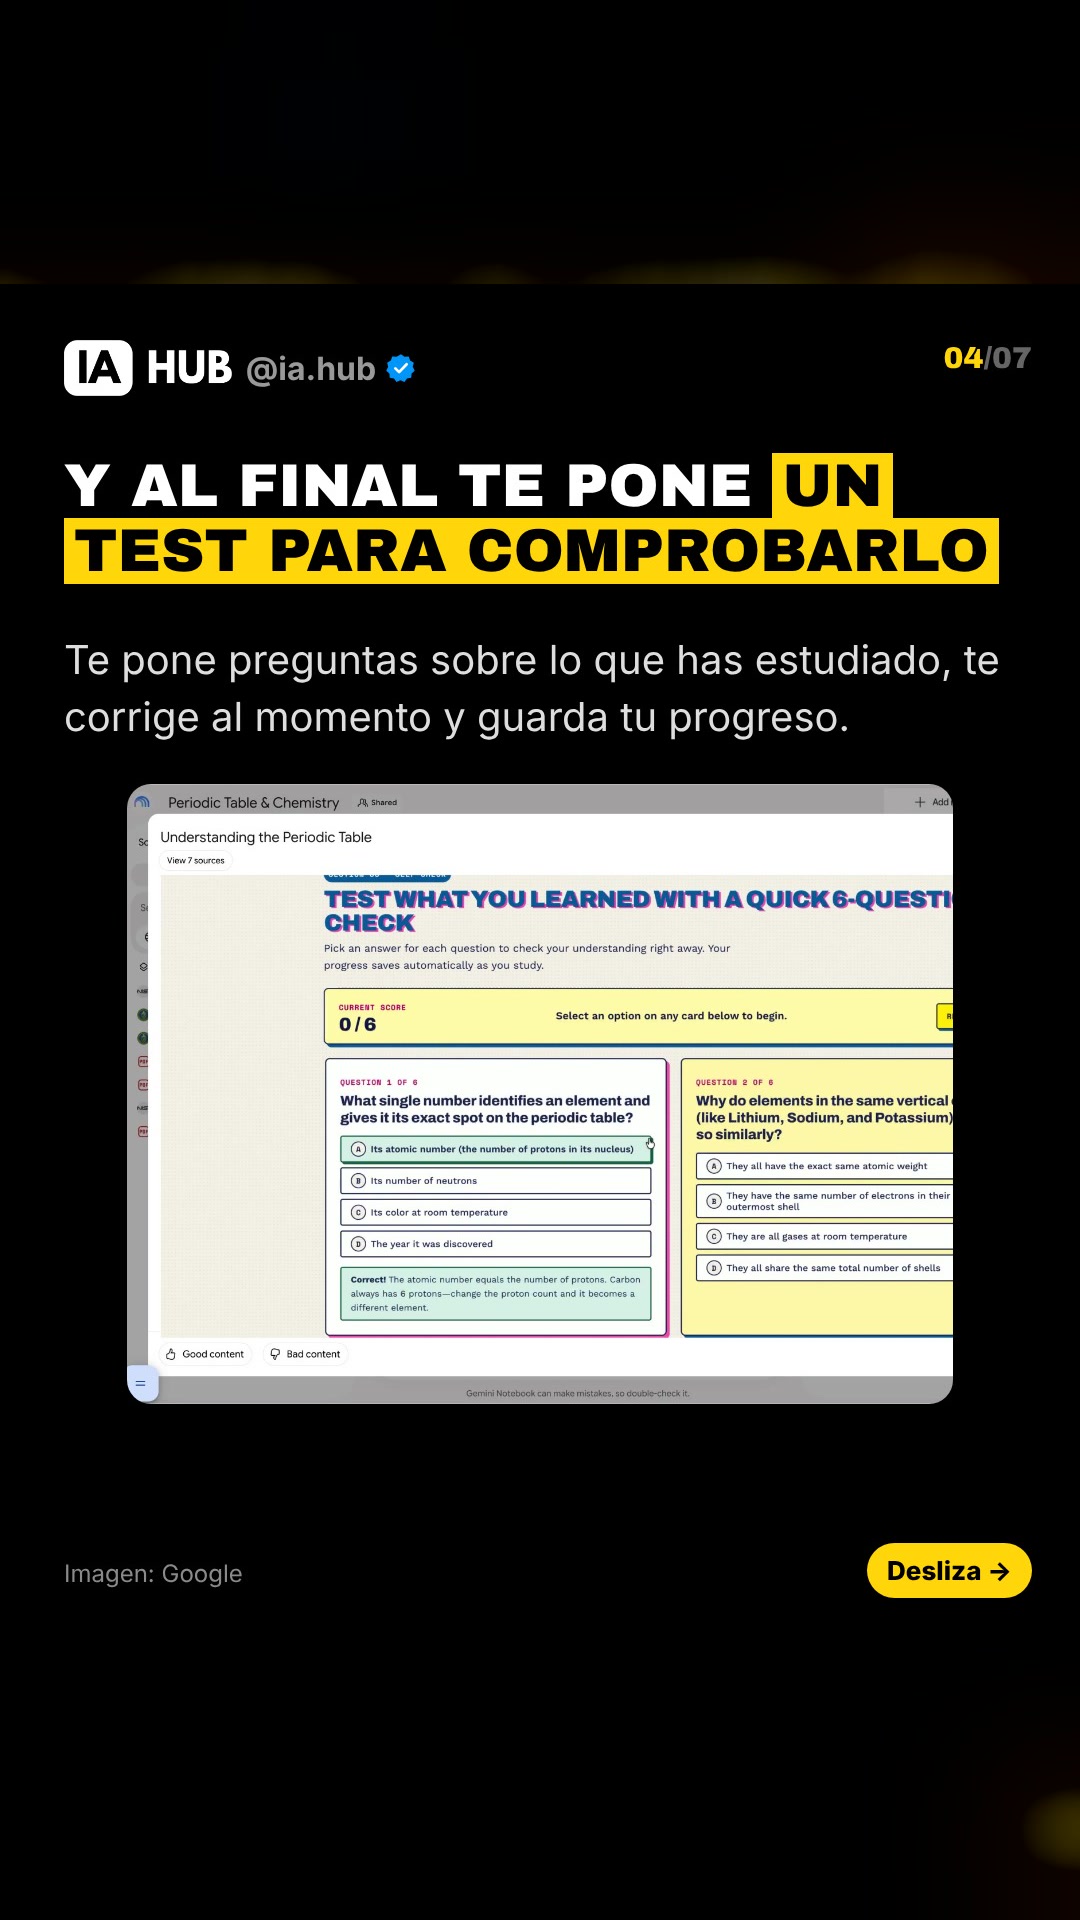 IA HUB @ia.hub
04/07
Y AL FINAL TE PONE UN
TEST PARA COMPROBARLO
Te pone preguntas sobre lo que has estudiado, te
corrige al momento y guarda tu progreso.
Periodic Table & Chemistry
Shared
Add
Understanding the Periodic Table
View 7 sources
TEST WHAT YOU LEARNED WITH A QUICK 6-QUESTI
CHECK
Pick an answer for each question to check your understanding right away. Your
progress saves automatically as you study.
CURRENT SCORE
0/6
Select an option on any card below to begin.
QUESTION 1 OF 6
What single number identifies an element and
gives it its exact spot on the periodic table?
A Its atomic number (the number of protons in its nucleus)
B Its number of neutrons
C Its color at room temperature
D The year it was discovered
Correct! The atomic number equals the number of protons. Carbon
always has 6 protons—change the proton count and it becomes a
different element.
QUESTION 2 OF 6
Why do elements in the same vertical
(like Lithium, Sodium, and Potassium)
so similarly?
A They all have the exact same atomic weight
B They have the same number of electrons in their
outermost shell
C They are all gases at room temperature
D They all share the same total number of shells
Good content
Bad content
Gemini Notebook can make mistakes, so double-check it.
Imagen: Google
Desliza →